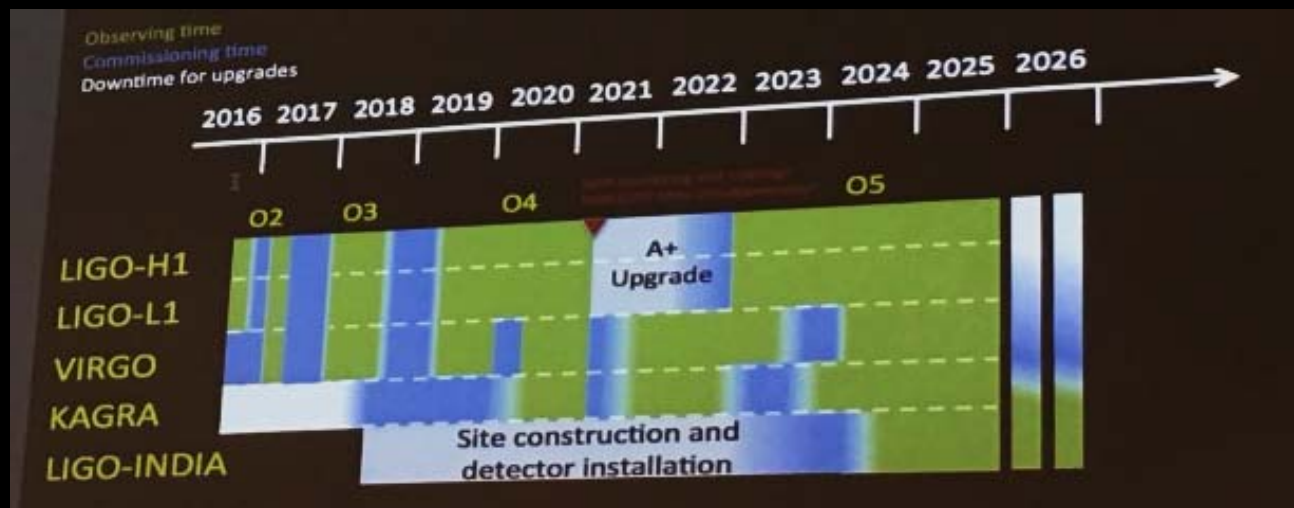 Observing time
Commissioning time
Downtime for upgrades
2016 2017 2018 2019 2020 2021 2022 2023 2024 2025 2026
O2 O3 O4 O5
LIGO-H1
LIGO-L1
VIRGO
KAGRA
LIGO-INDIA
A+
Upgrade
Site construction and
detector installation